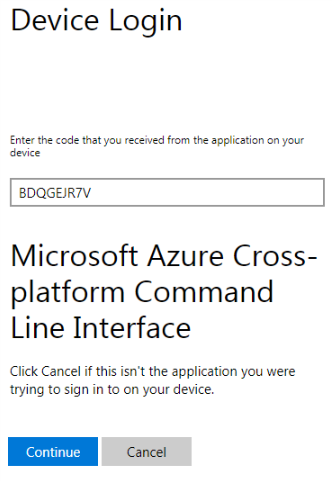 Device Login
Enter the code that you received from the application on your
device
BDQGEJR7V
Microsoft Azure Cross-
platform Command
Line Interface
Click Cancel if this isn't the application you were
trying to sign in to on your device.
Continue Cancel